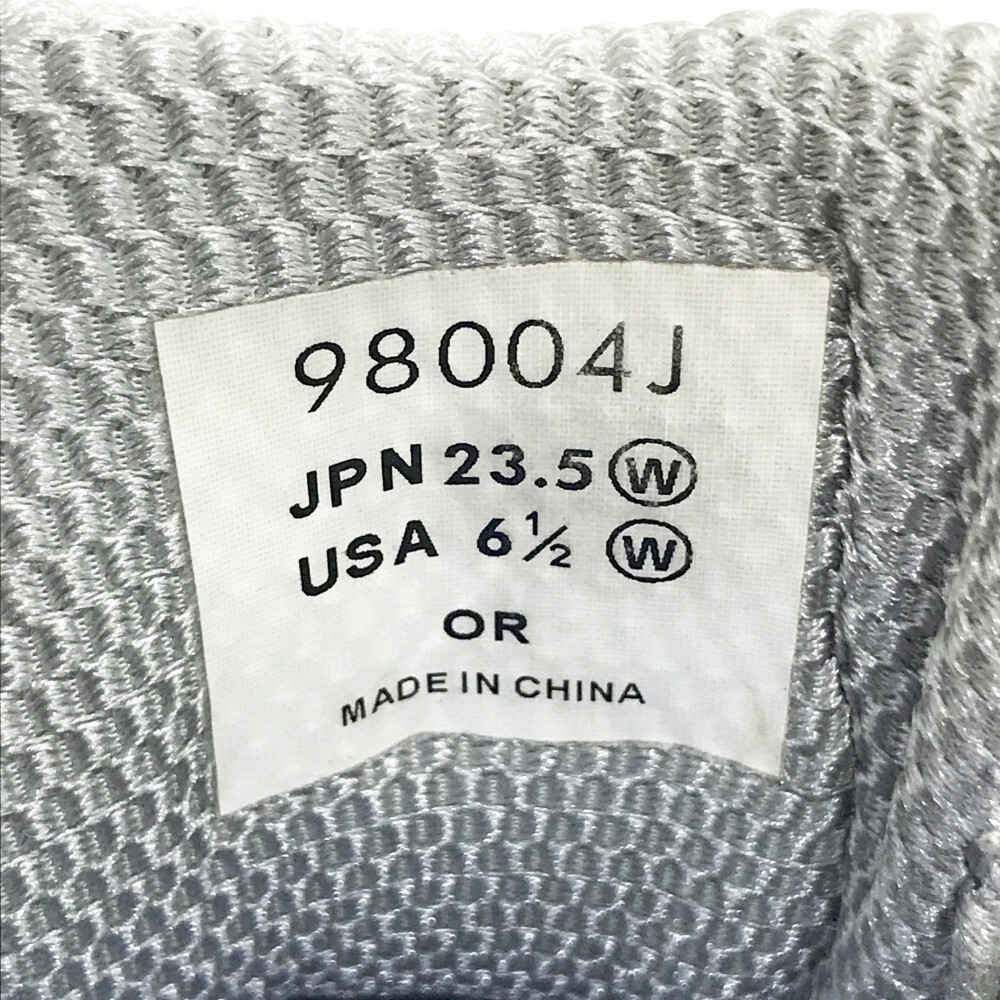 98004J
JPN 23.5 Ⓦ
USA 6½ Ⓦ
OR
MADE IN CHINA